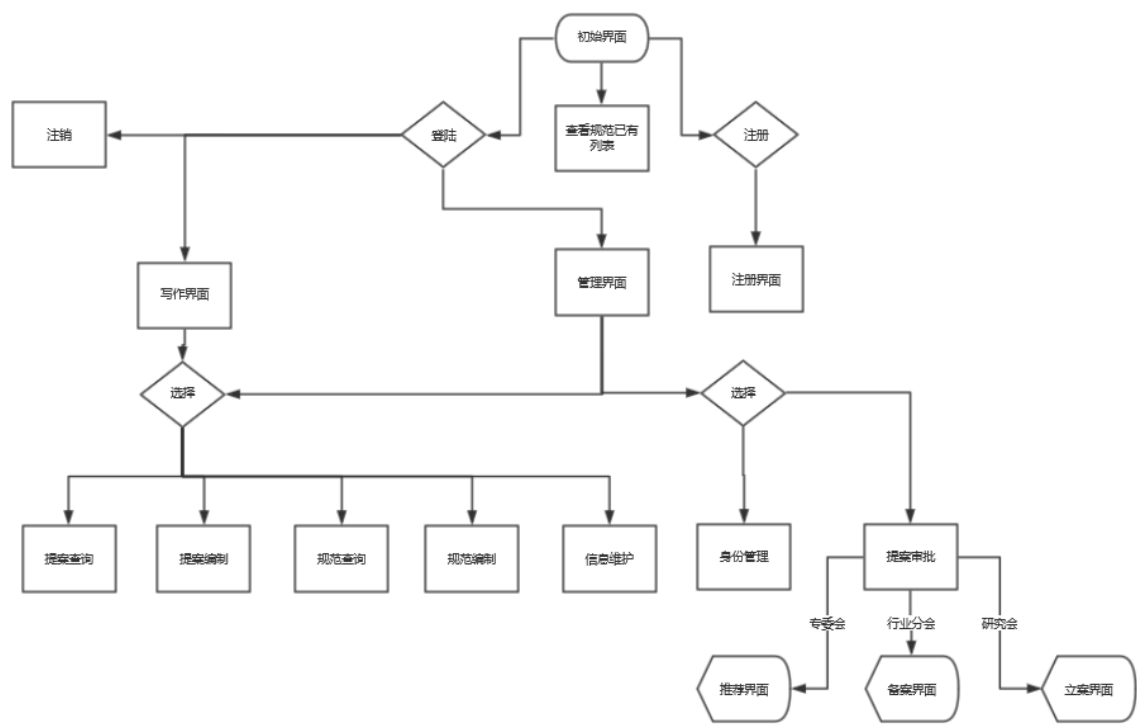 初始界面
注销
登陆
查看规范已有
列表
注册
写作界面
管理界面
注册界面
选择
选择
提案查询
提案编制
规范查询
规范编制
信息维护
身份管理
提案审批
专委会
行业分会
研究会
推荐界面
备案界面
立案界面